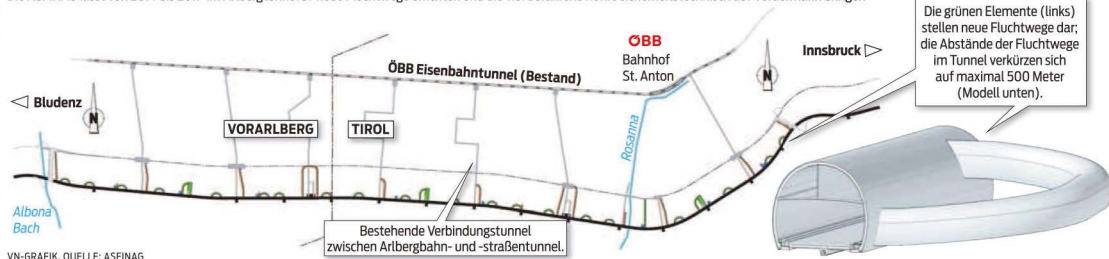 Die grünen Elemente (links)
stellen neue Fluchtwege dar;
die Abstände der Fluchtwege
im Tunnel verkürzen sich
auf maximal 500 Meter
(Modell unten).
ÖBB
Bahnhof
St. Anton
Innsbruck
N
ÖBB Eisenbahntunnel (Bestand)
Bludenz
N
VORARLBERG
TIROL
Rosanna
Albona
Bach
Bestehende Verbindungstunnel
zwischen Arlbergbahn- und -straßentunnel.
VN-GRAFIK, QUELLE: ASFINAG